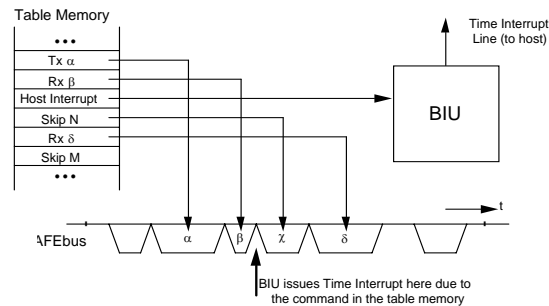 Table Memory
•••
Tx α
Rx β
Host Interrupt
Skip N
Rx δ
Skip M
•••
Time Interrupt
Line (to host)
BIU
t
AFEbus
α
β
χ
δ
BIU issues Time Interrupt here due
to the command in the table memory